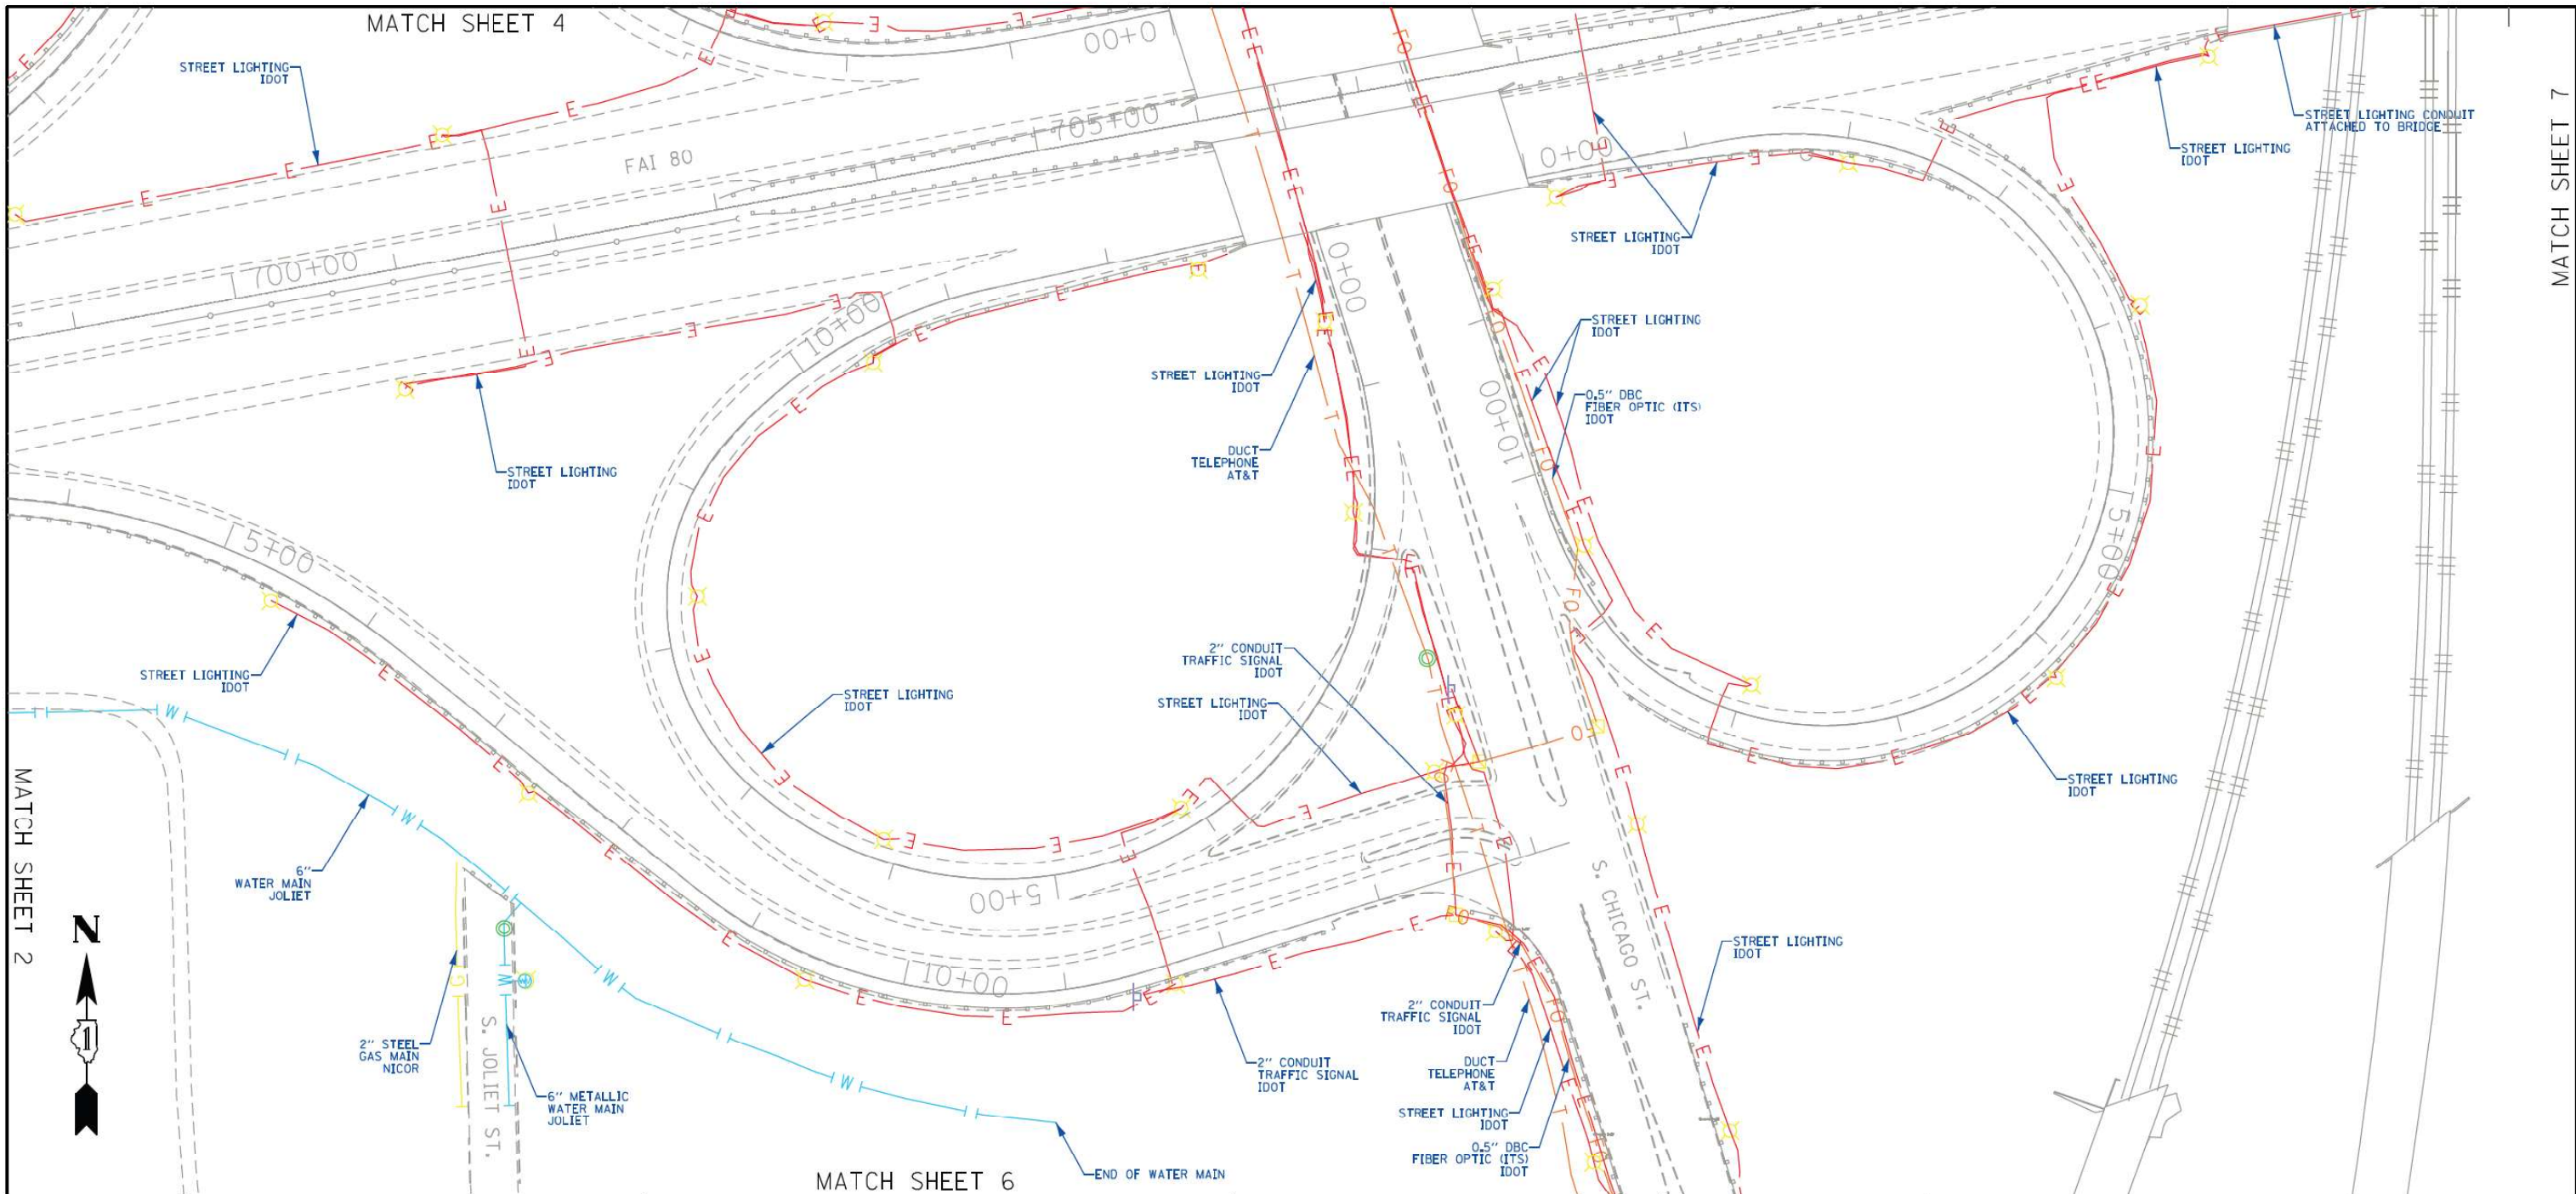 MATCH SHEET 4
STREET LIGHTING
IDOT
FAI 80
705+00
00+0
700+00
10+00
0+00
STREET LIGHTING CONDUIT
ATTACHED TO BRIDGE
STREET LIGHTING
IDOT
MATCH SHEET 7
STREET LIGHTING
IDOT
0+00
STREET LIGHTING
IDOT
STREET LIGHTING
IDOT
0.5" DBC
FIBER OPTIC (ITS)
IDOT
10+00
DUCT
TELEPHONE
AT&T
STREET LIGHTING
IDOT
5+00
5+00
STREET LIGHTING
IDOT
STREET LIGHTING
IDOT
2" CONDUIT
TRAFFIC SIGNAL
IDOT
STREET LIGHTING
IDOT
STREET LIGHTING
IDOT
MATCH SHEET 2
6"
WATER MAIN
JOLIET
5+00
10+00
S. CHICAGO ST.
STREET LIGHTING
IDOT
N
1
2" STEEL
GAS MAIN
NICOR
S. JOLIET ST.
6" METALLIC
WATER MAIN
JOLIET
2" CONDUIT
TRAFFIC SIGNAL
IDOT
2" CONDUIT
TRAFFIC SIGNAL
IDOT
DUCT
TELEPHONE
AT&T
STREET LIGHTING
IDOT
0.5" DBC
FIBER OPTIC (ITS)
IDOT
END OF WATER MAIN
MATCH SHEET 6